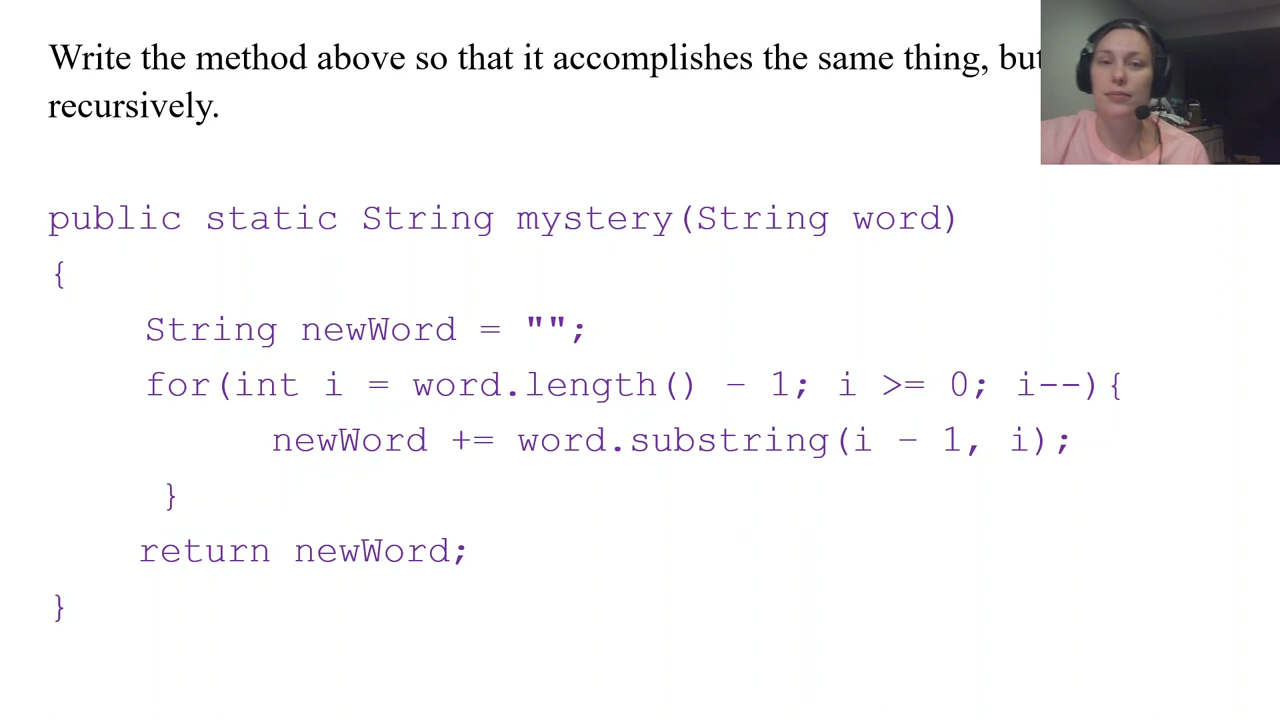 Write the method above so that it accomplishes the same thing, but
recursively.
public static String mystery(String word)
{
String newWord = "";
for(int i = word.length() – 1; i >= 0; i--){
newWord += word.substring(i – 1, i);
}
return newWord;
}